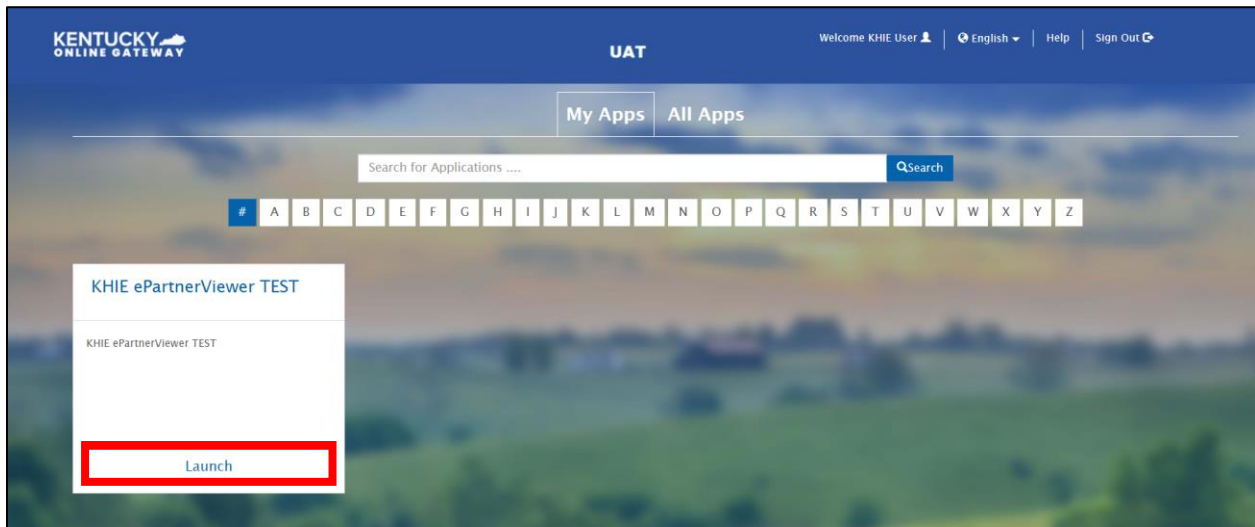 KENTUCKY
ONLINE GATEWAY
UAT
Welcome KHIE User
English
Help
Sign Out
My Apps
All Apps
Search for Applications ....
Search
# A B C D E F G H I J K L M N O P Q R S T U V W X Y Z
KHIE ePartnerViewer TEST
KHIE ePartnerViewer TEST
Launch